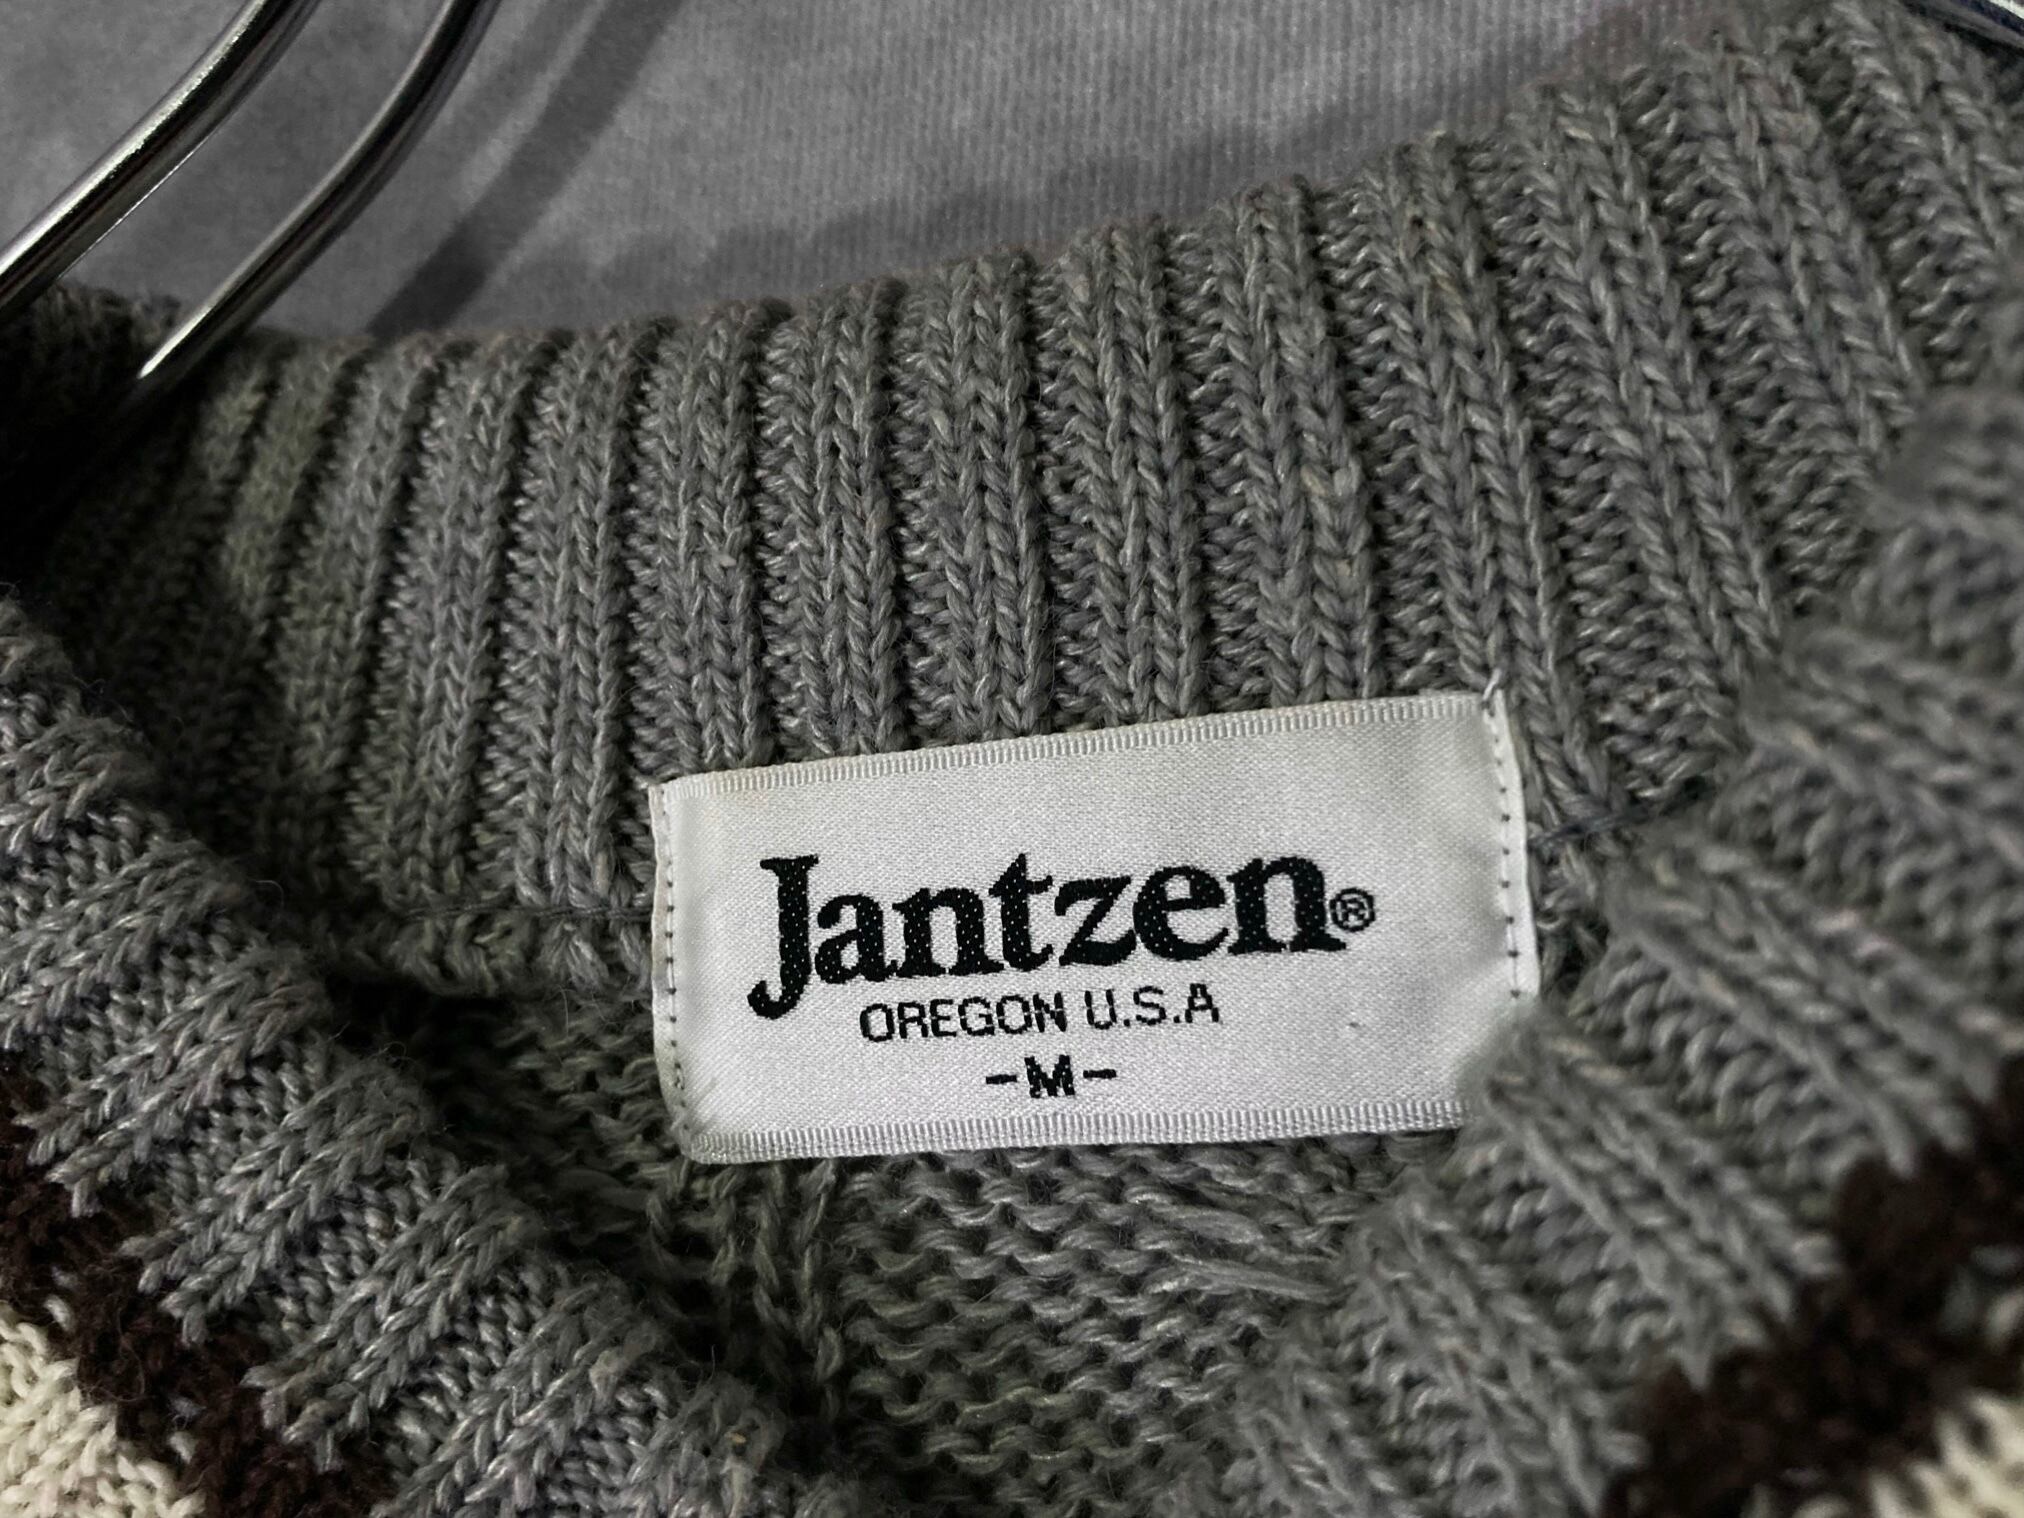 Jantzen®
OREGON U.S.A
-M-